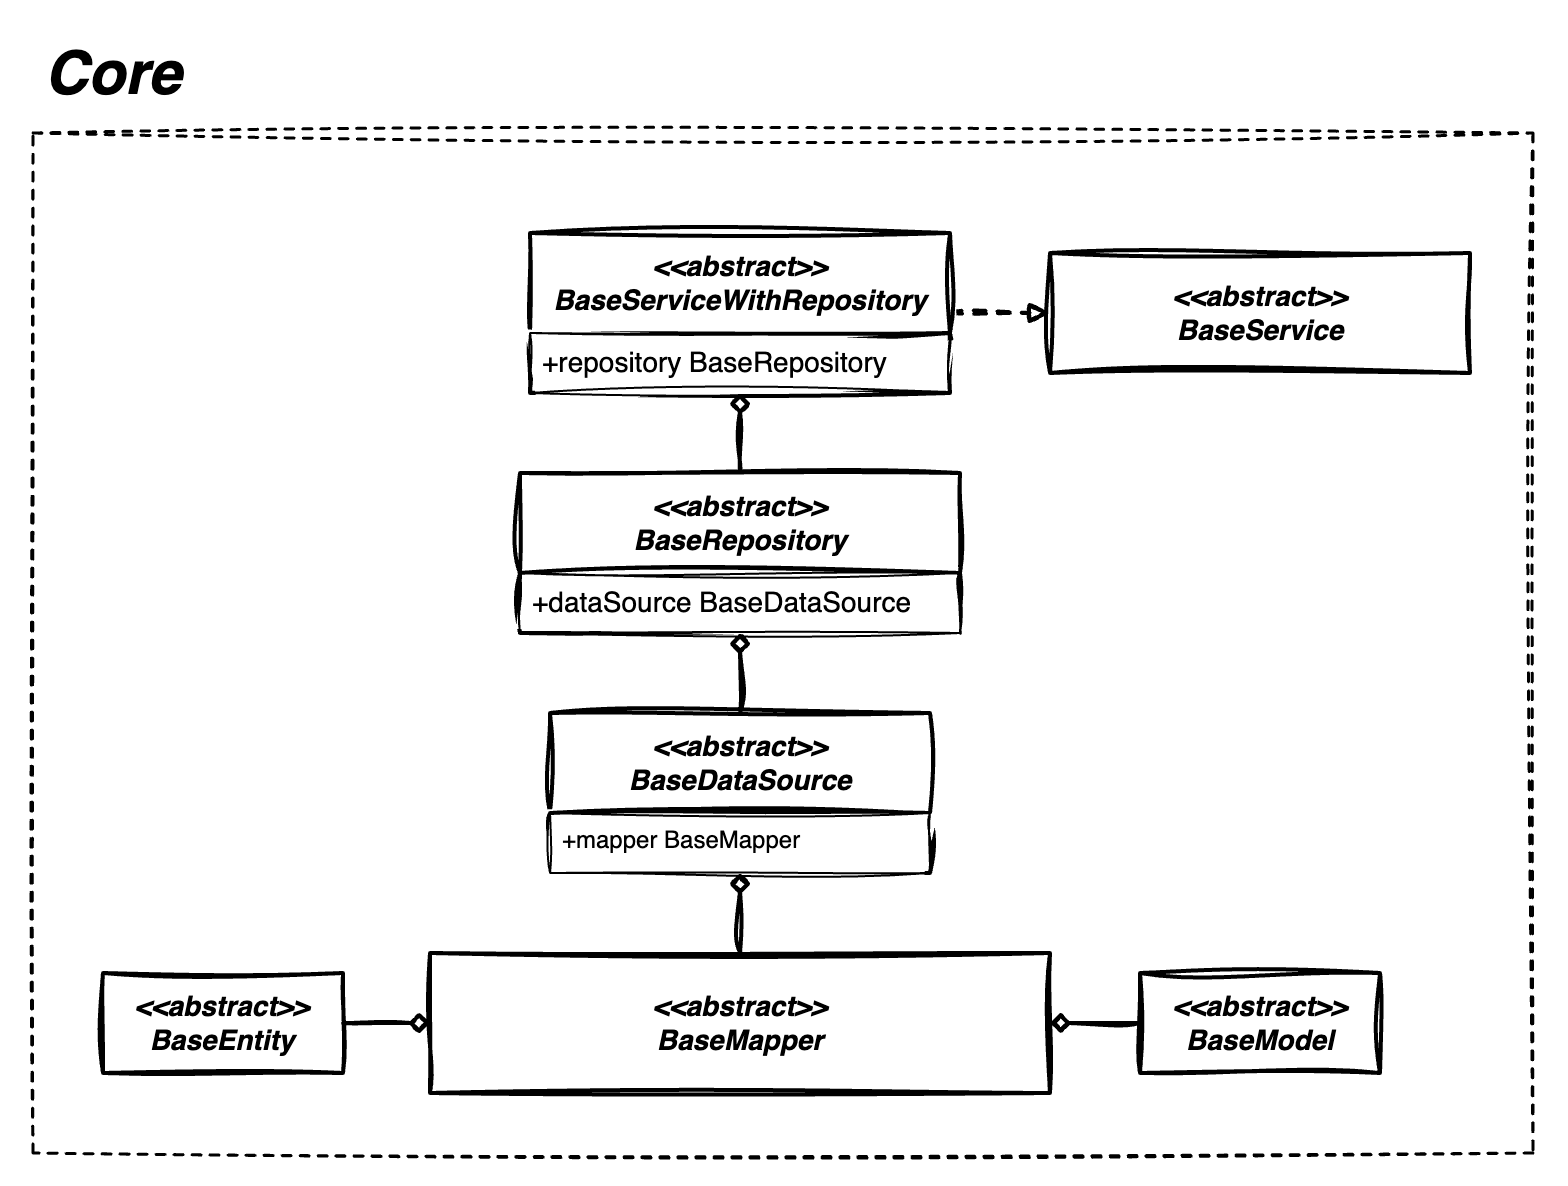 Core
<<abstract>>
BaseServiceWithRepository
+repository BaseRepository
<<abstract>>
BaseService
<<abstract>>
BaseRepository
+dataSource BaseDataSource
<<abstract>>
BaseDataSource
+mapper BaseMapper
<<abstract>>
BaseEntity
<<abstract>>
BaseMapper
<<abstract>>
BaseModel